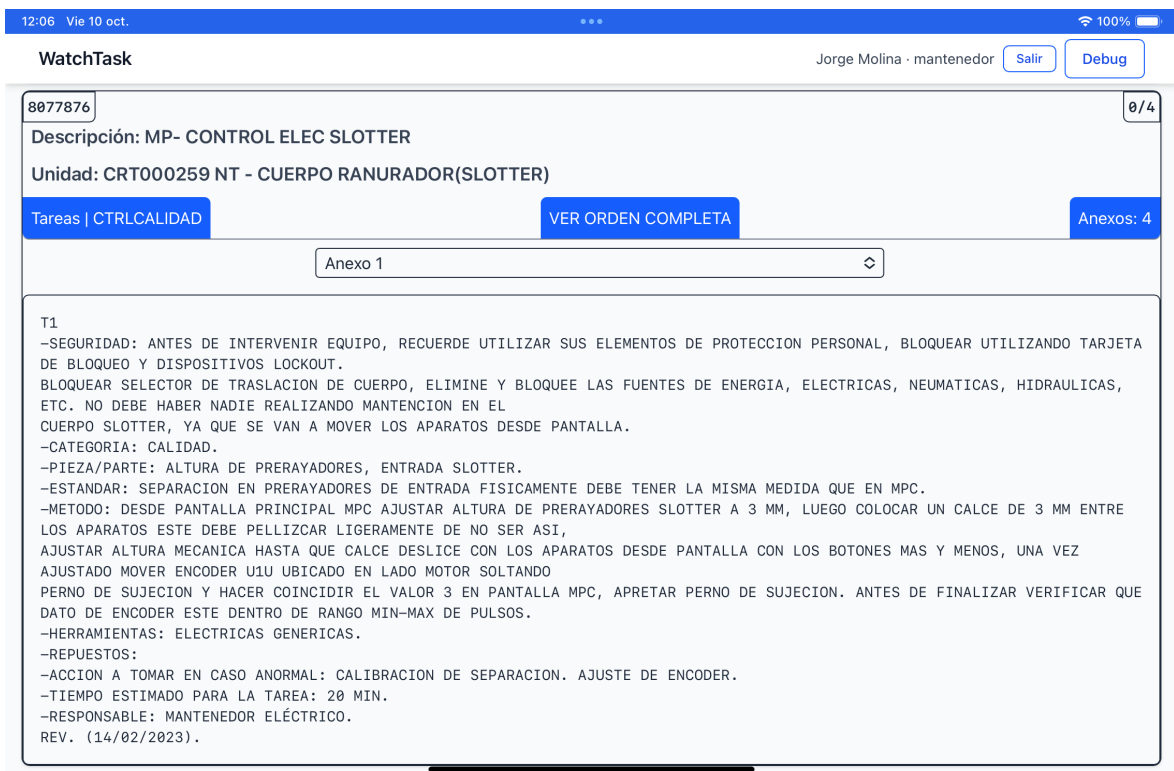 12:06 Vie 10 oct.
100%
WatchTask
Jorge Molina · mantenedor
Salir
Debug
8077876
0/4
Descripción: MP- CONTROL ELEC SLOTTER
Unidad: CRT000259 NT - CUERPO RANURADOR(SLOTTER)
Tareas | CTRLCALIDAD
VER ORDEN COMPLETA
Anexos: 4
Anexo 1
T1
–SEGURIDAD: ANTES DE INTERVENIR EQUIPO, RECUERDE UTILIZAR SUS ELEMENTOS DE PROTECCION PERSONAL, BLOQUEAR UTILIZANDO TARJETA
DE BLOQUEO Y DISPOSITIVOS LOCKOUT.
BLOQUEAR SELECTOR DE TRASLACION DE CUERPO, ELIMINE Y BLOQUEE LAS FUENTES DE ENERGIA, ELECTRICAS, NEUMATICAS, HIDRAULICAS,
ETC. NO DEBE HABER NADIE REALIZANDO MANTENCION EN EL
CUERPO SLOTTER, YA QUE SE VAN A MOVER LOS APARATOS DESDE PANTALLA.
–CATEGORIA: CALIDAD.
–PIEZA/PARTE: ALTURA DE PRERAYADORES, ENTRADA SLOTTER.
–ESTANDAR: SEPARACION EN PRERAYADORES DE ENTRADA FISICAMENTE DEBE TENER LA MISMA MEDIDA QUE EN MPC.
–METODO: DESDE PANTALLA PRINCIPAL MPC AJUSTAR ALTURA DE PRERAYADORES SLOTTER A 3 MM, LUEGO COLOCAR UN CALCE DE 3 MM ENTRE
LOS APARATOS ESTE DEBE PELLIZCAR LIGERAMENTE DE NO SER ASI,
AJUSTAR ALTURA MECANICA HASTA QUE CALCE DESLICE CON LOS APARATOS DESDE PANTALLA CON LOS BOTONES MAS Y MENOS, UNA VEZ
AJUSTADO MOVER ENCODER U1U UBICADO EN LADO MOTOR SOLTANDO
PERNO DE SUJECION Y HACER COINCIDIR EL VALOR 3 EN PANTALLA MPC, APRETAR PERNO DE SUJECION. ANTES DE FINALIZAR VERIFICAR QUE
DATO DE ENCODER ESTE DENTRO DE RANGO MIN-MAX DE PULSOS.
–HERRAMIENTAS: ELECTRICAS GENERICAS.
–REPUESTOS:
–ACCION A TOMAR EN CASO ANORMAL: CALIBRACION DE SEPARACION. AJUSTE DE ENCODER.
–TIEMPO ESTIMADO PARA LA TAREA: 20 MIN.
–RESPONSABLE: MANTENEDOR ELÉCTRICO.
REV. (14/02/2023).